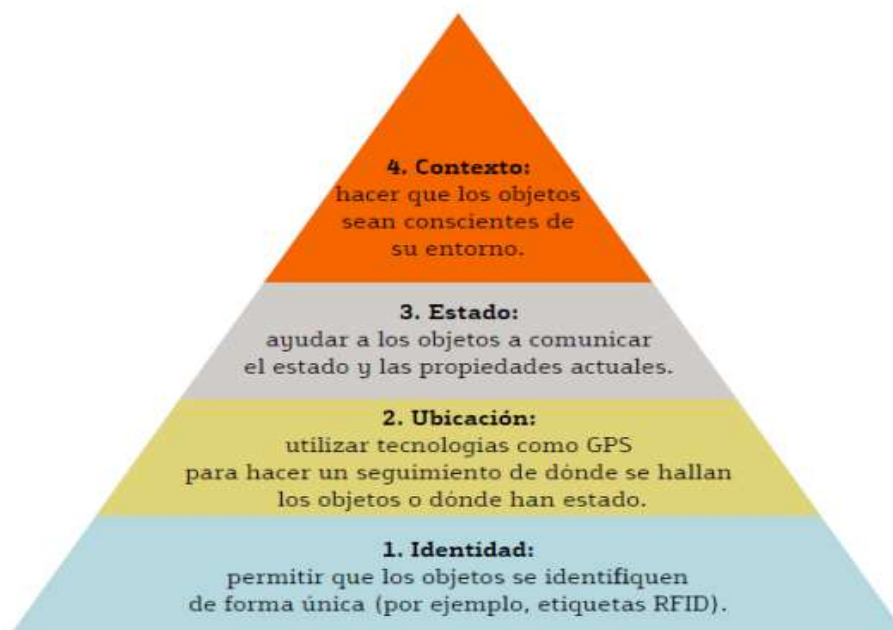 4. Contexto:
hacer que los objetos
sean conscientes de
su entorno.
3. Estado:
ayudar a los objetos a comunicar
el estado y las propiedades actuales.
2. Ubicación:
utilizar tecnologías como GPS
para hacer un seguimiento de dónde se hallan
los objetos o dónde han estado.
1. Identidad:
permitir que los objetos se identifiquen
de forma única (por ejemplo, etiquetas RFID).